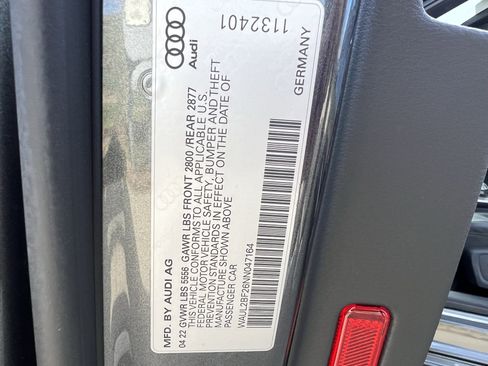 Audi
1132401
GERMANY
MFD. BY AUDI AG
04 22 GVWR LBS 5556 GAWR LBS FRONT 2800/REAR 2877
THIS VEHICLE CONFORMS TO ALL APPLICABLE U.S.
FEDERAL MOTOR VEHICLE SAFETY, BUMPER AND THEFT
PREVENTION STANDARDS IN EFFECT ON THE DATE OF
MANUFACTURE SHOWN ABOVE
PASSENGER CAR
WAUL2BF26NN047164